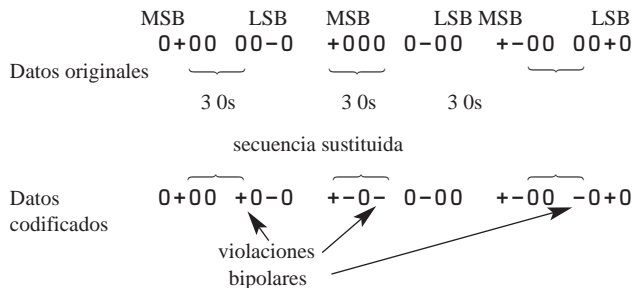 MSB LSB MSB LSB MSB LSB
0+00 00-0 +000 0-00 +-00 00+0
Datos originales
3 0s 3 0s 3 0s
secuencia sustituida
Datos codificados 0+00 +0-0 +-0- 0-00 +-00 -0+0
violaciones
bipolares